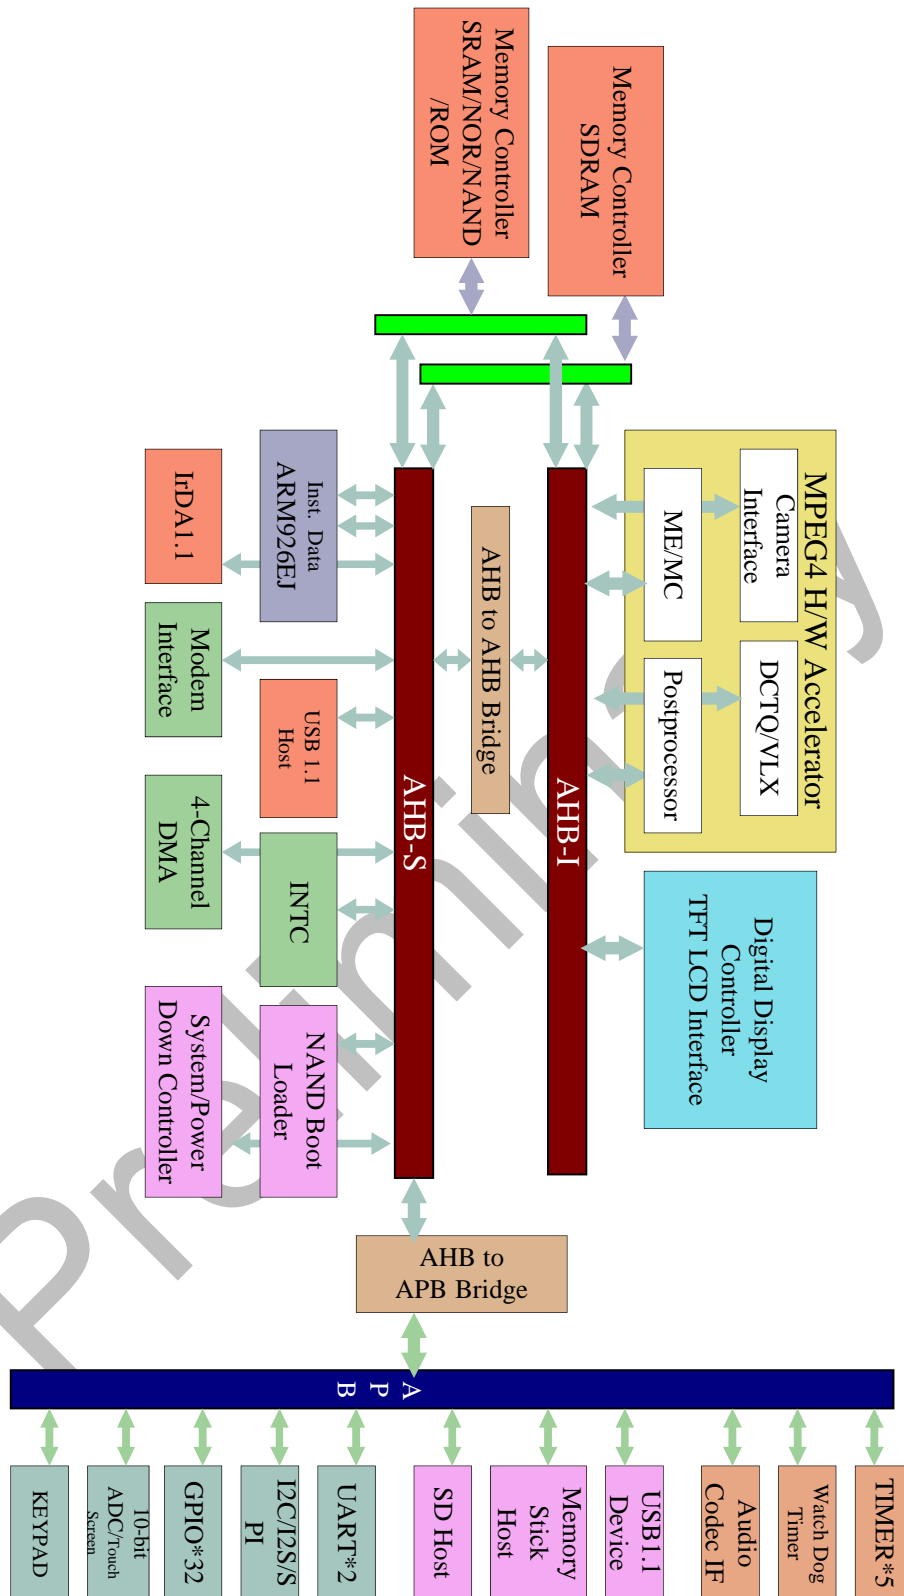 Memory Controller
SRAM/NOR/NAND
/ROM
Memory Controller
SDRAM
MPEG4 H/W Accelerator
Camera
Interface
ME/MC
DCTQ/VLX
Postprocessor
Digital Display
Controller
TFT LCD Interface
AHB-I
AHB to AHB Bridge
AHB-S
Inst. Data
ARM926EJ
IrDA1.1
Modem
Interface
USB 1.1
Host
4-Channel
DMA
INTC
NAND Boot
Loader
System/Power
Down Controller
AHB to
APB Bridge
A
P
B
KEYPAD
10-bit
ADC/Touch
Screen
GPIO*32
I2C/I2S/S
PI
UART*2
SD Host
Memory
Stick
Host
USB1.1
Device
Audio
Codec IF
Watch Dog
Timer
TIMER*5
Preliminary